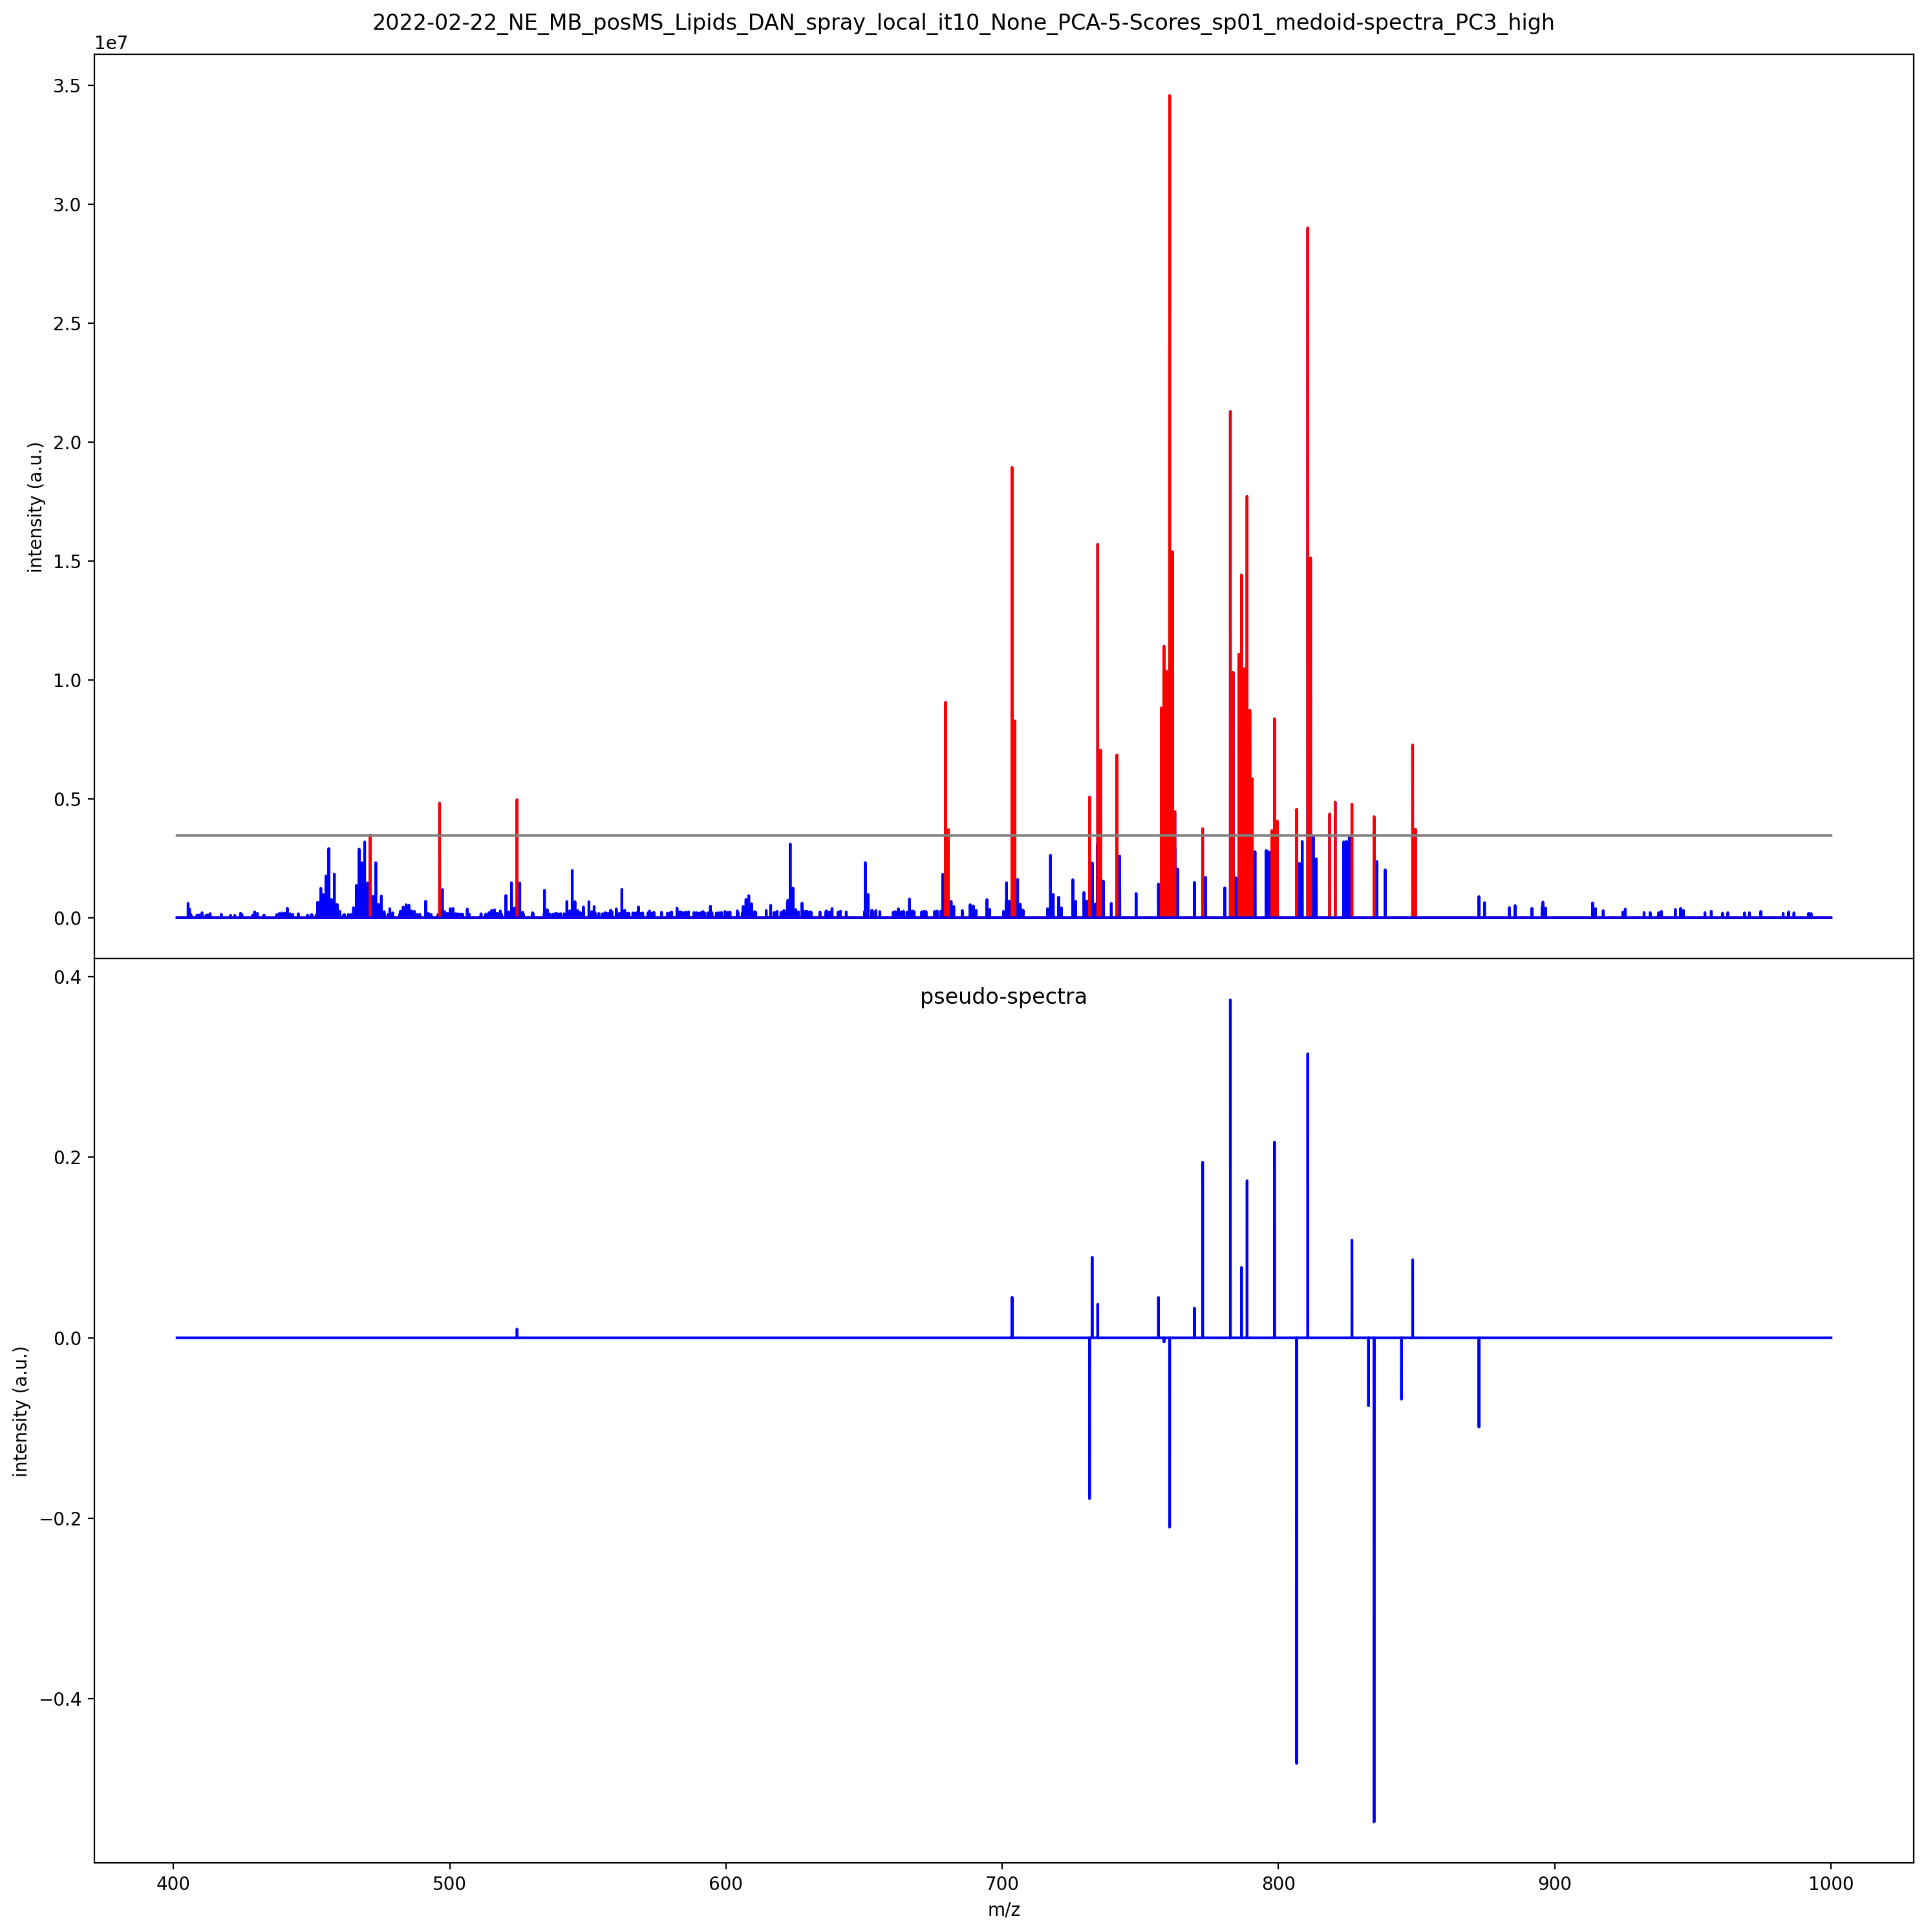 2022-02-22_NE_MB_posMS_Lipids_DAN_spray_local_it10_None_PCA-5-Scores_sp01_medoid-spectra_PC3_high
1e7
3.5
3.0
2.5
2.0
1.5
1.0
0.5
0.0
intensity (a.u.)
pseudo-spectra
0.4
0.2
0.0
−0.2
−0.4
intensity (a.u.)
400 500 600 700 800 900 1000
m/z